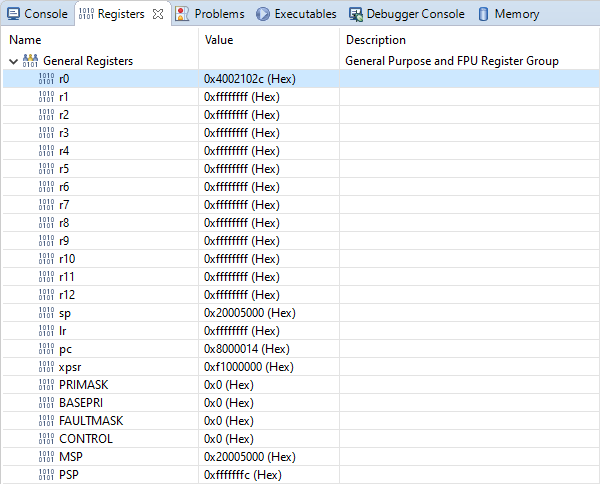 Console Registers Problems Executables Debugger Console Memory
Name Value Description
General Registers General Purpose and FPU Register Group
r0 0x4002102c (Hex)
r1 0xffffffff (Hex)
r2 0xffffffff (Hex)
r3 0xffffffff (Hex)
r4 0xffffffff (Hex)
r5 0xffffffff (Hex)
r6 0xffffffff (Hex)
r7 0xffffffff (Hex)
r8 0xffffffff (Hex)
r9 0xffffffff (Hex)
r10 0xffffffff (Hex)
r11 0xffffffff (Hex)
r12 0xffffffff (Hex)
sp 0x20005000 (Hex)
lr 0xffffffff (Hex)
pc 0x8000014 (Hex)
xpsr 0xf1000000 (Hex)
PRIMASK 0x0 (Hex)
BASEPRI 0x0 (Hex)
FAULTMASK 0x0 (Hex)
CONTROL 0x0 (Hex)
MSP 0x20005000 (Hex)
PSP 0xfffffffc (Hex)